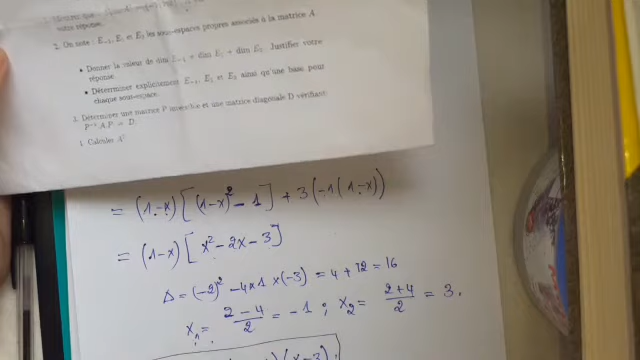 votre réponse.
2. On note : E₋₁, E₁ et E₃ les sous-espaces propres associés à la matrice A.
• Donner la valeur de dim E₋₁ + dim E₁ + dim E₃. Justifier votre
réponse.
• Déterminer explicitement E₋₁, E₁ et E₃ ainsi qu'une base pour
chaque sous-espace.
3. Déterminer une matrice P inversible et une matrice diagonale D vérifiant:
P⁻¹.A.P = D.
4. Calculer
= (1-x) [ (1-x)² - 1 ] + 3 (-1 (1-x))
= (1-x) [ x² - 2x - 3 ]
Δ = (-2)² - 4×1×(-3) = 4 + 12 = 16
x₁ = (2-4)/2 = -1 ; x₂ = (2+4)/2 = 3.
(x-3).